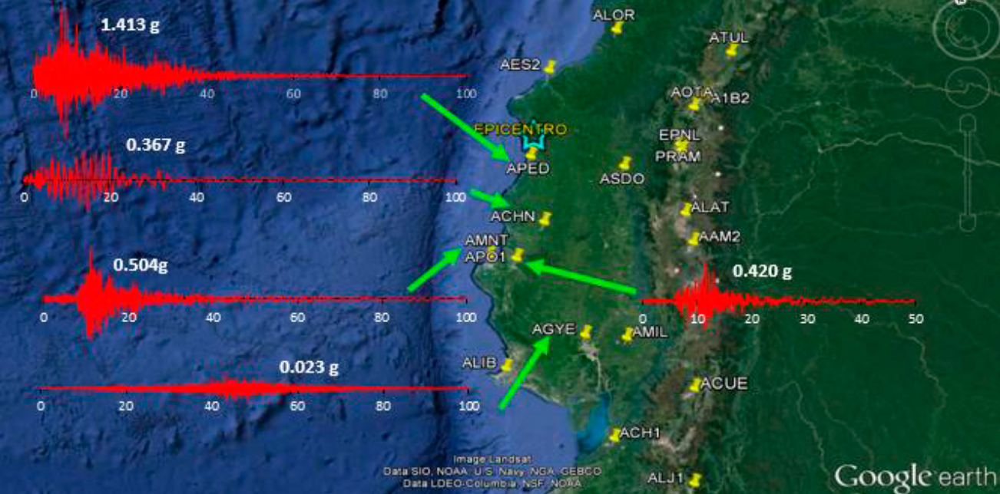 1.413 g
0 20 40 60 80 100
0.367 g
0 20 40 60 80 100
0.504g
0 20 40 60 80 100
0.023 g
0 20 40 60 80 100
0.420 g
0 10 20 30 40 50
ALOR
ATUL
AES2
AOTA
A1B2
EPICENTRO
EPNL
PRAM
APED
ASDO
ACHN
ALAT
AMNT
APO1
AAM2
AGYE
AMIL
ALIB
ACUE
ACH1
ALJ1
Image Landsat
Data SIO, NOAA, U.S. Navy, NGA, GEBCO
Data LDEO-Columbia, NSF, NOAA
Google earth